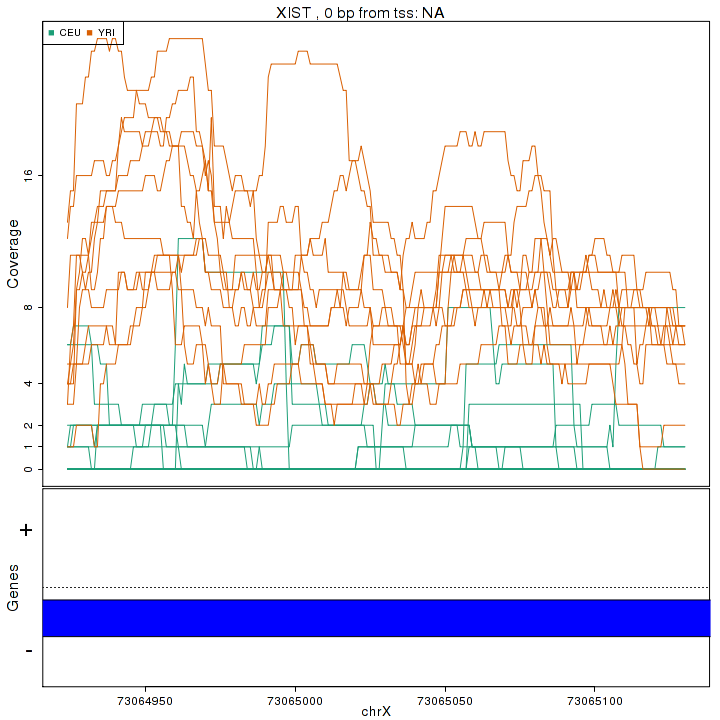 XIST , 0 bp from tss: NA
CEU YRI
Coverage
16
8
4
2
1
0
Genes
+
-
73064950 73065000 73065050 73065100
chrX